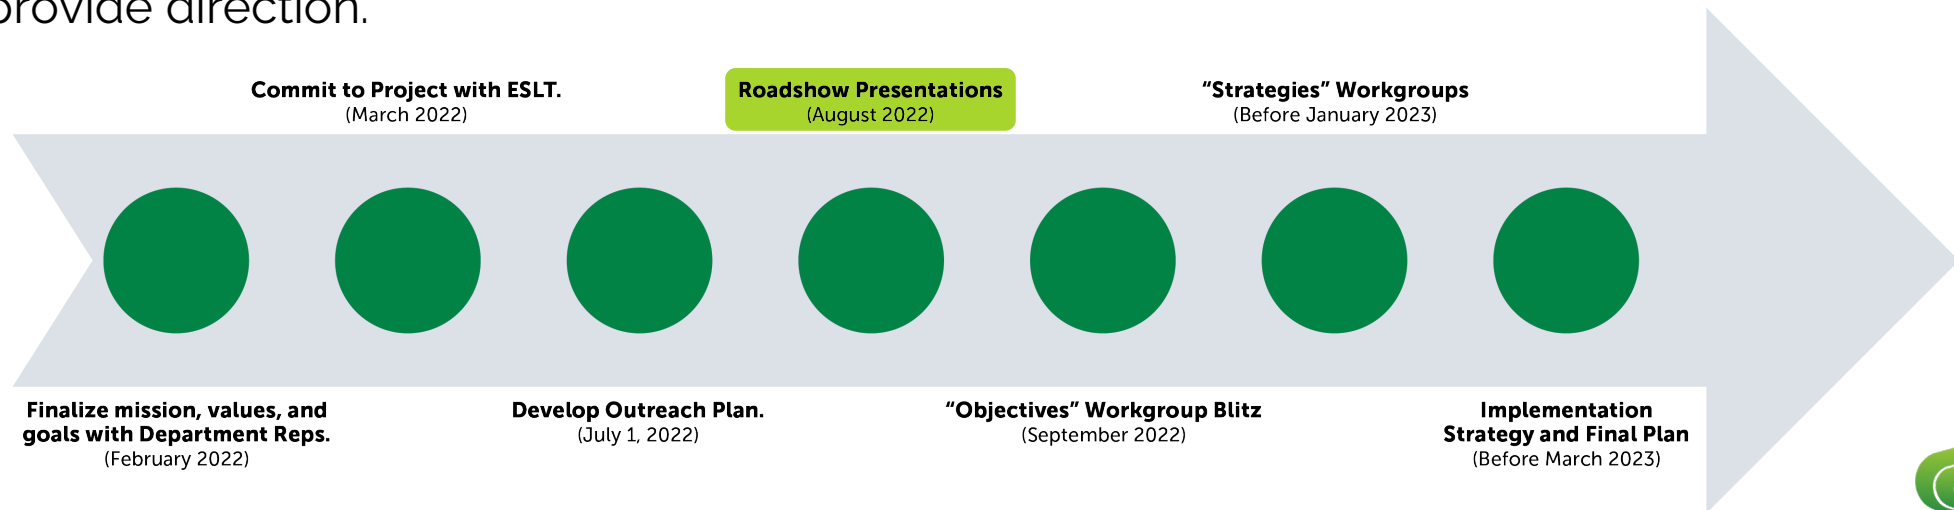 provide direction.
Commit to Project with ESLT.
(March 2022)
Roadshow Presentations
(August 2022)
“Strategies” Workgroups
(Before January 2023)
Finalize mission, values, and
goals with Department Reps.
(February 2022)
Develop Outreach Plan.
(July 1, 2022)
“Objectives” Workgroup Blitz
(September 2022)
Implementation
Strategy and Final Plan
(Before March 2023)